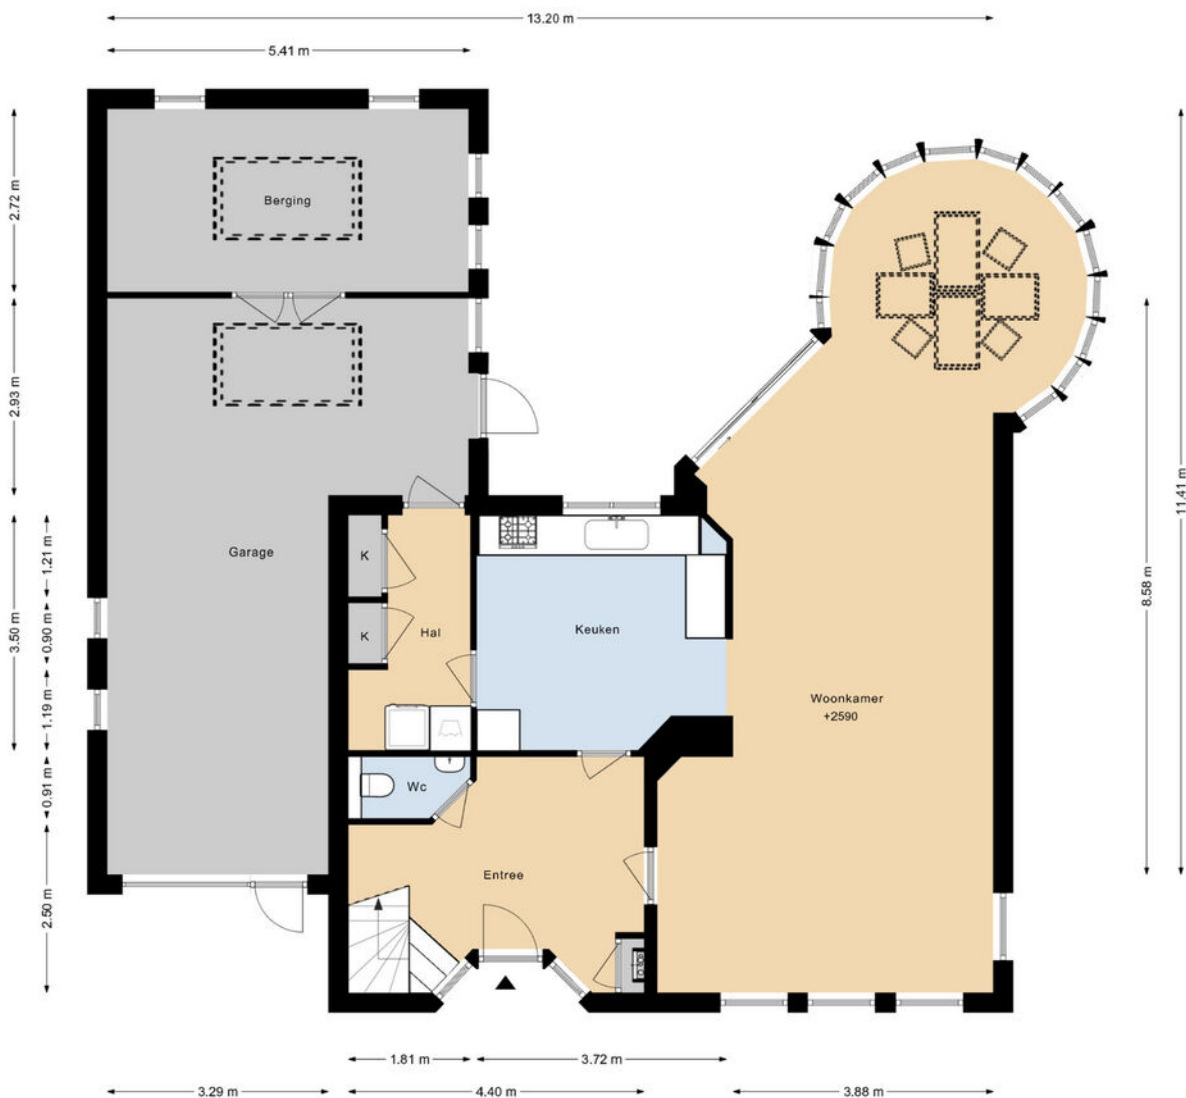 13.20 m
5.41 m
2.72 m
Berging
2.93 m
11.41 m
8.58 m
3.50 m
1.21 m
0.90 m
1.19 m
0.91 m
2.50 m
Garage
K
K
Hal
Keuken
Woonkamer
+2590
Wc
Entree
1.81 m
3.72 m
3.29 m
4.40 m
3.88 m